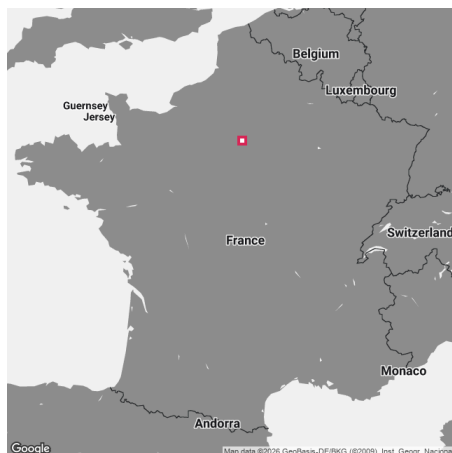 Belgium
Luxembourg
Guernsey
Jersey
Switzerland
France
Monaco
Andorra
Google
Map data ©2026 GeoBasis-DE/BKG (©2009), Inst. Geogr. Nacional